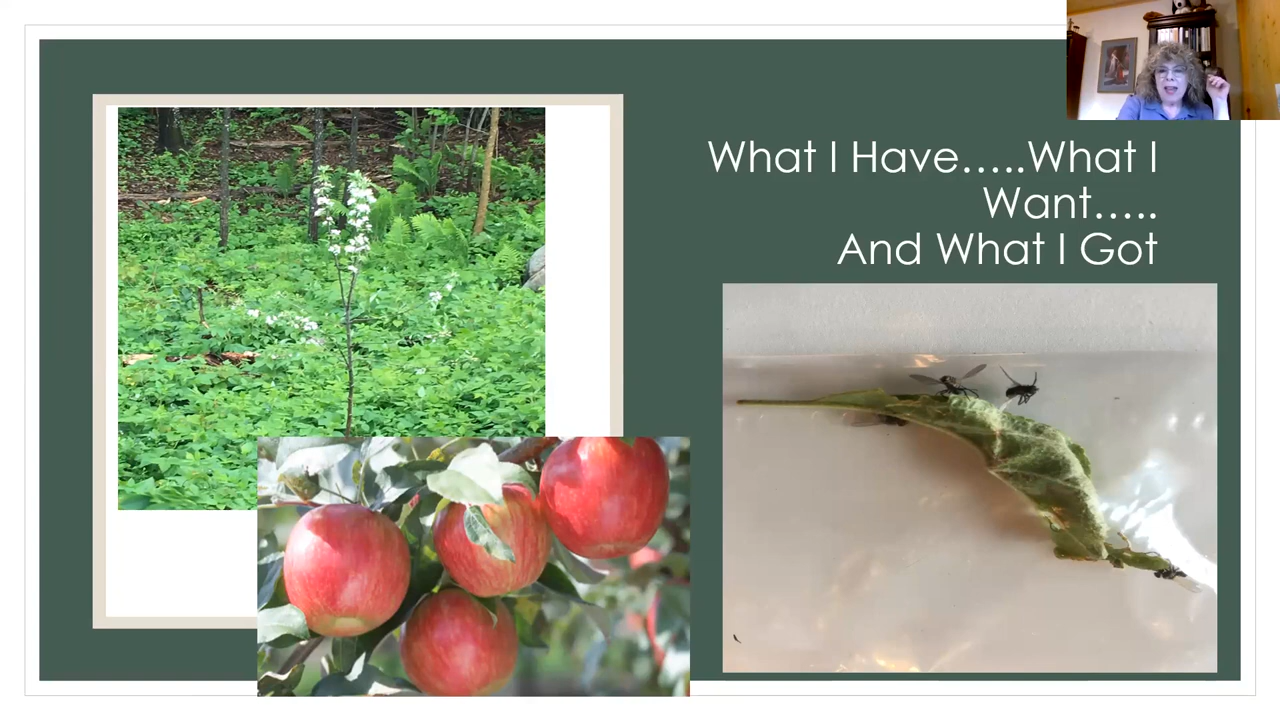 What I Have…..What I
Want…..
And What I Got